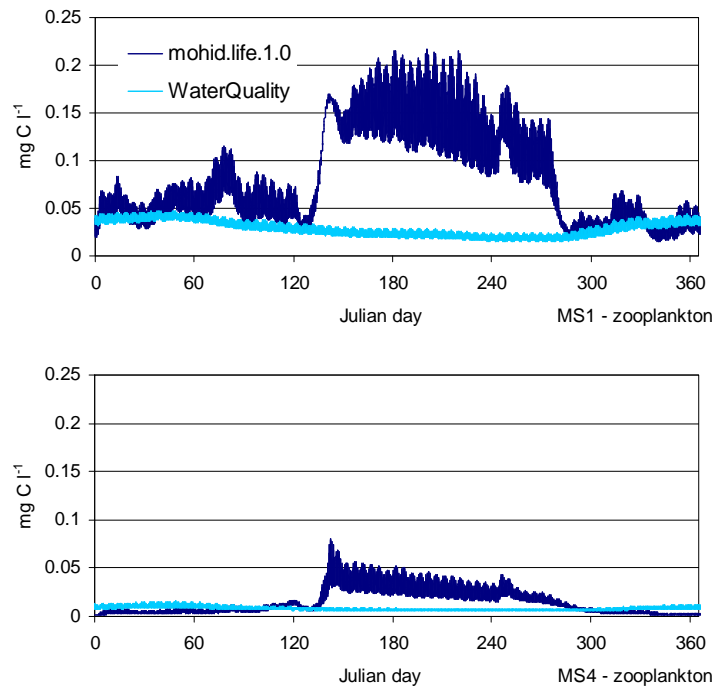 0.25
0.2
0.15
0.1
0.05
0
mg C l-1
mohid.life.1.0
WaterQuality
0 60 120 180 240 300 360
Julian day MS1 - zooplankton
0.25
0.2
0.15
0.1
0.05
0
mg C l-1
0 60 120 180 240 300 360
Julian day MS4 - zooplankton